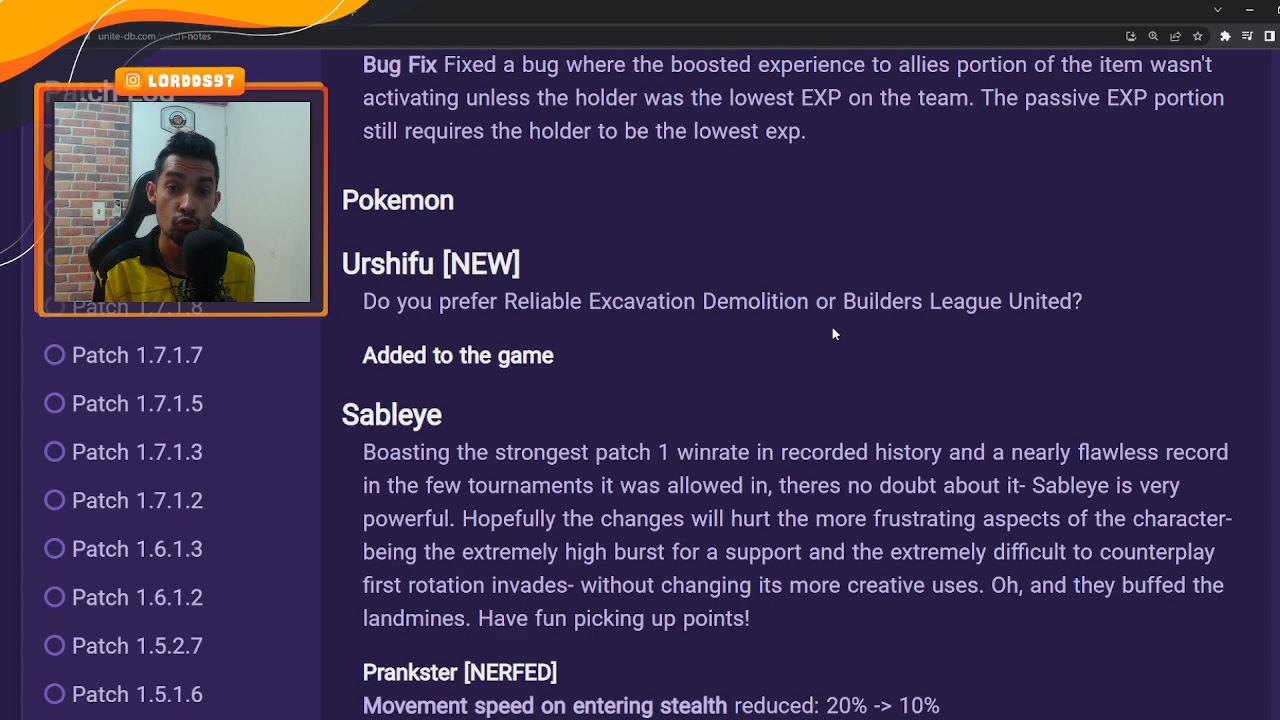 unite-db.com/patch-notes
LORDDS97
Patch Log
Patch 1.7.1.8
Patch 1.7.1.7
Patch 1.7.1.5
Patch 1.7.1.3
Patch 1.7.1.2
Patch 1.6.1.3
Patch 1.6.1.2
Patch 1.5.2.7
Patch 1.5.1.6
Bug Fix Fixed a bug where the boosted experience to allies portion of the item wasn't
activating unless the holder was the lowest EXP on the team. The passive EXP portion
still requires the holder to be the lowest exp.
Pokemon
Urshifu [NEW]
Do you prefer Reliable Excavation Demolition or Builders League United?
Added to the game
Sableye
Boasting the strongest patch 1 winrate in recorded history and a nearly flawless record
in the few tournaments it was allowed in, theres no doubt about it- Sableye is very
powerful. Hopefully the changes will hurt the more frustrating aspects of the character-
being the extremely high burst for a support and the extremely difficult to counterplay
first rotation invades- without changing its more creative uses. Oh, and they buffed the
landmines. Have fun picking up points!
Prankster [NERFED]
Movement speed on entering stealth reduced: 20% -> 10%